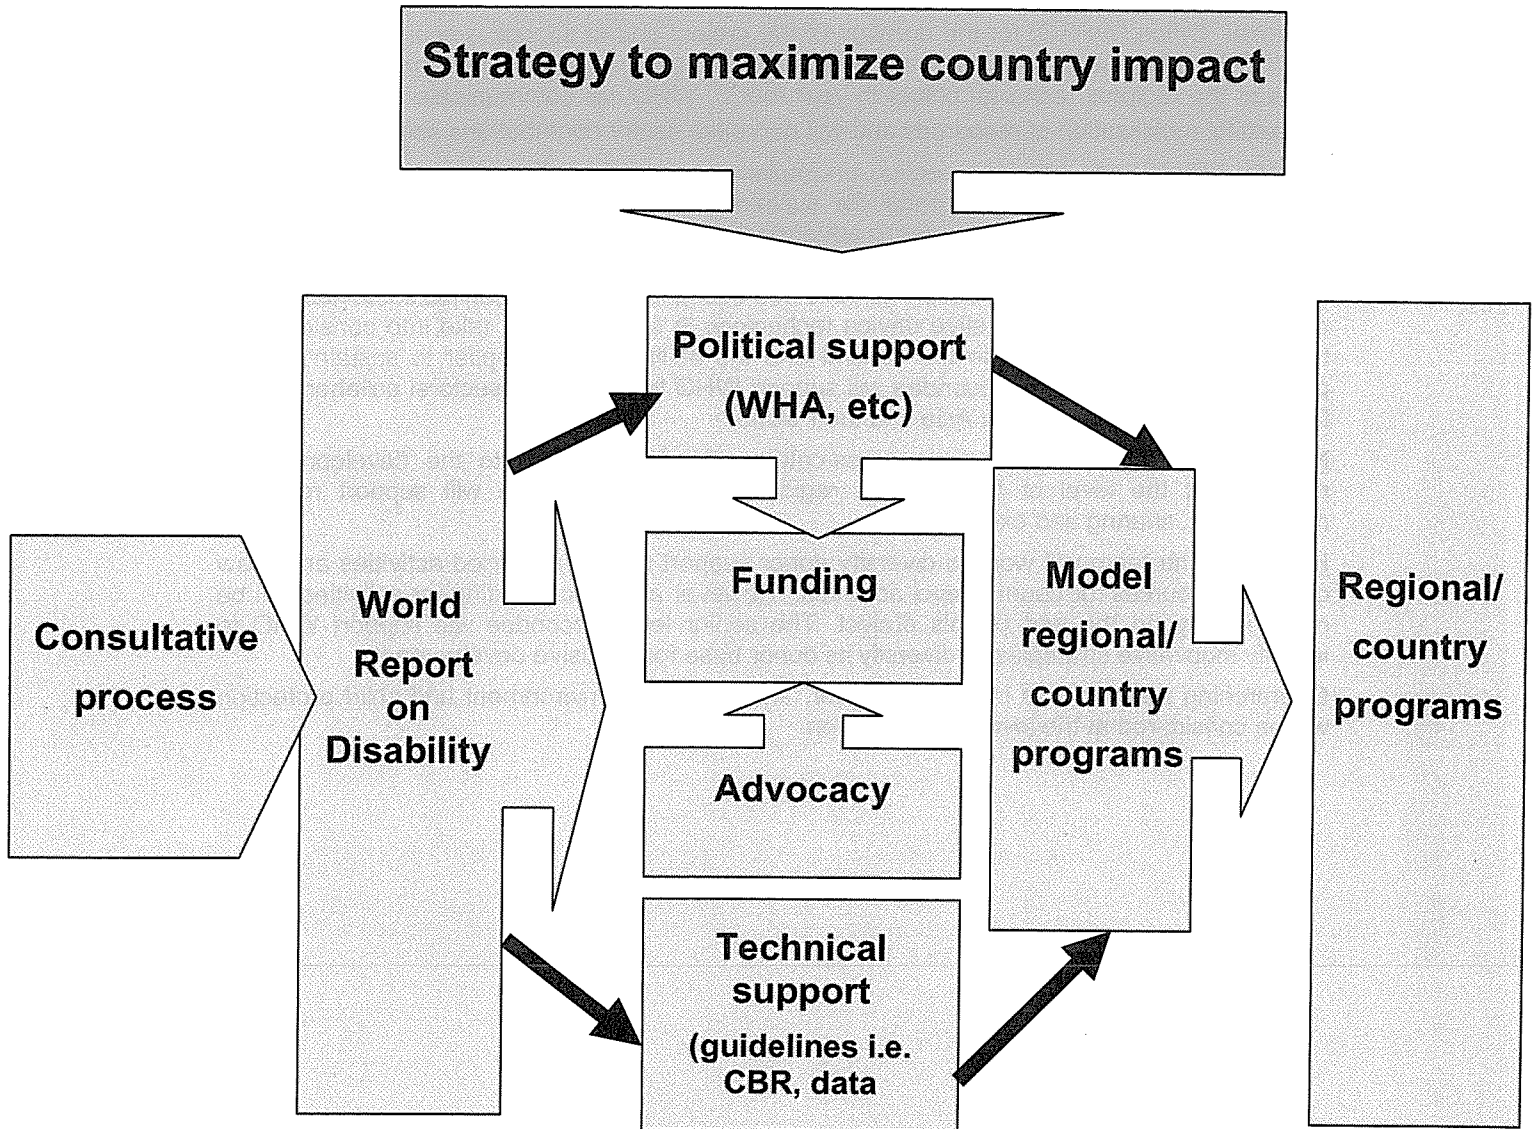 Strategy to maximize country impact
Consultative
process
World
Report
on
Disability
Political support
(WHA, etc)
Funding
Advocacy
Technical
support
(guidelines i.e.
CBR, data
Model
regional/
country
programs
Regional/
country
programs